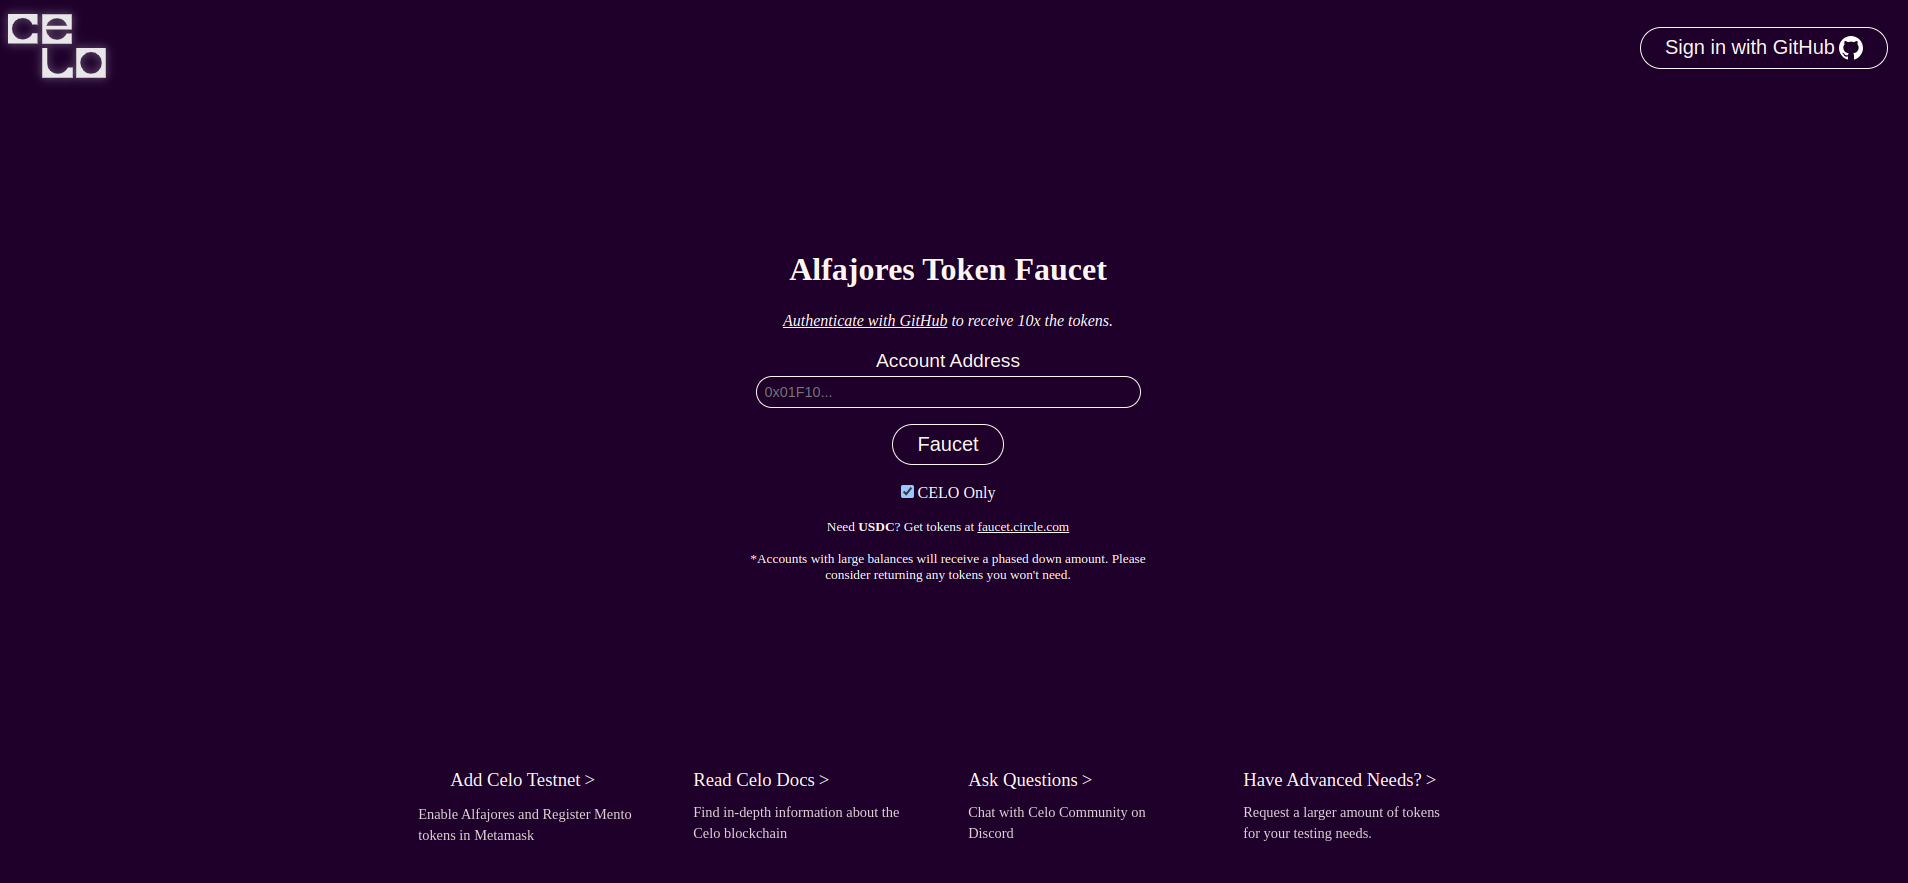 ce
LO
Sign in with GitHub
Alfajores Token Faucet
Authenticate with GitHub to receive 10x the tokens.
Account Address
0x01F10...
Faucet
CELO Only
Need USDC? Get tokens at faucet.circle.com
*Accounts with large balances will receive a phased down amount. Please
consider returning any tokens you won't need.
Add Celo Testnet >
Enable Alfajores and Register Mento
tokens in Metamask
Read Celo Docs >
Find in-depth information about the
Celo blockchain
Ask Questions >
Chat with Celo Community on
Discord
Have Advanced Needs? >
Request a larger amount of tokens
for your testing needs.